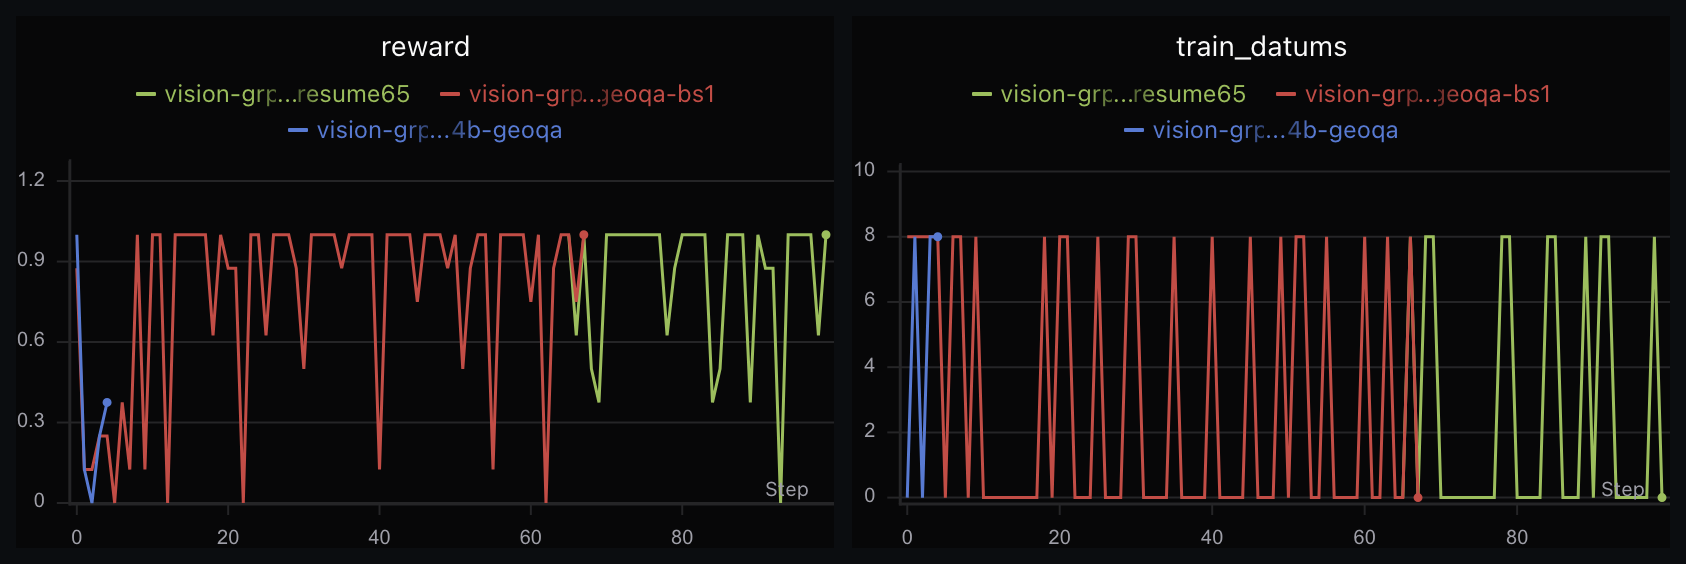 reward
vision-grp...resume65 vision-grp...geoqa-bs1
vision-grp...4b-geoqa
1.2
0.9
0.6
0.3
0
Step
0 20 40 60 80
train_datums
vision-grp...resume65 vision-grp...geoqa-bs1
vision-grp...4b-geoqa
10
8
6
4
2
0
Step
0 20 40 60 80